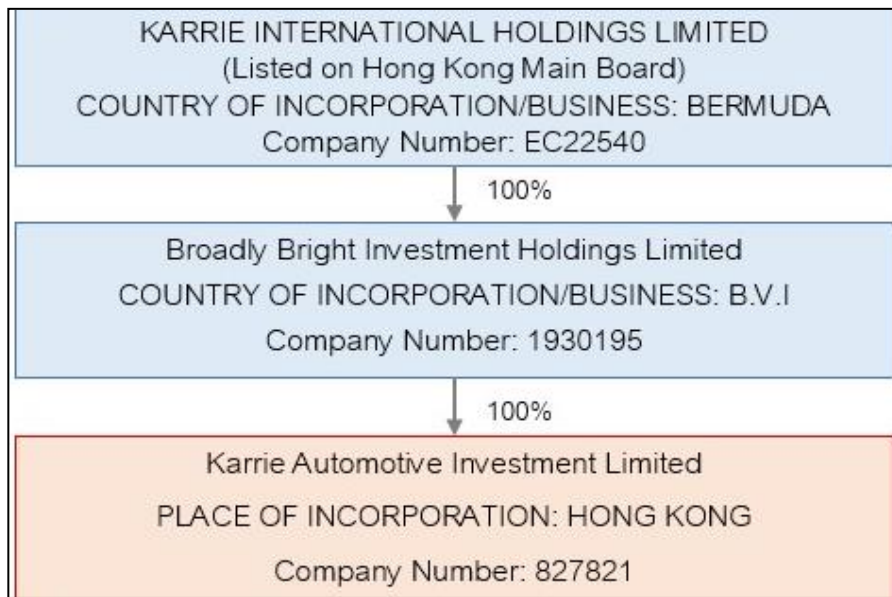 KARRIE INTERNATIONAL HOLDINGS LIMITED
(Listed on Hong Kong Main Board)
COUNTRY OF INCORPORATION/BUSINESS: BERMUDA
Company Number: EC22540
100%
Broadly Bright Investment Holdings Limited
COUNTRY OF INCORPORATION/BUSINESS: B.V.I
Company Number: 1930195
100%
Karrie Automotive Investment Limited
PLACE OF INCORPORATION: HONG KONG
Company Number: 827821